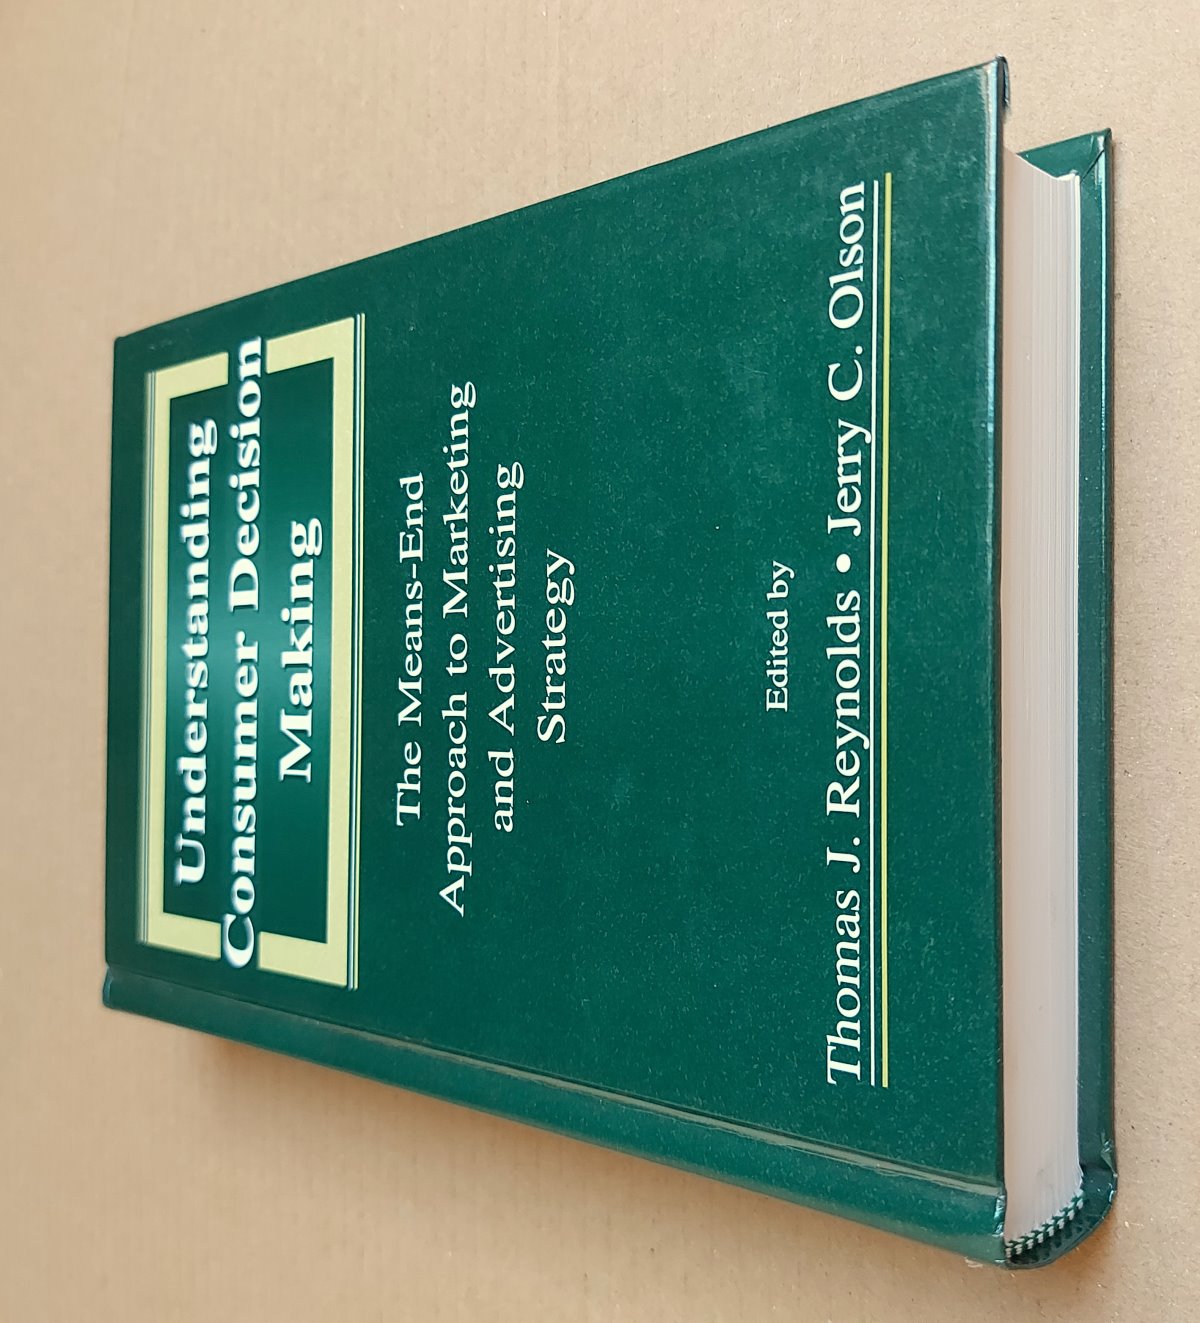 Understanding
Consumer Decision
Making
The Means-End
Approach to Marketing
and Advertising
Strategy
Edited by
Thomas J. Reynolds • Jerry C. Olson